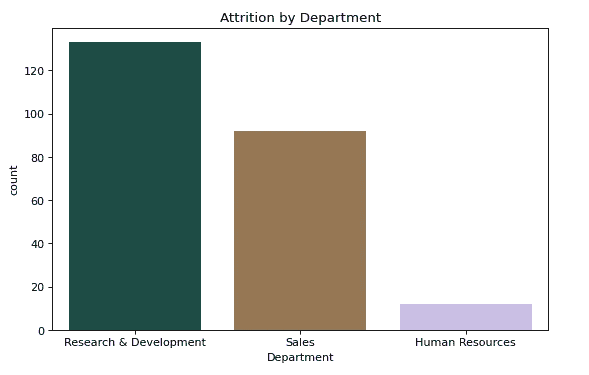 Attrition by Department
120
100
80
60
40
20
0
count
Research & Development
Sales
Human Resources
Department